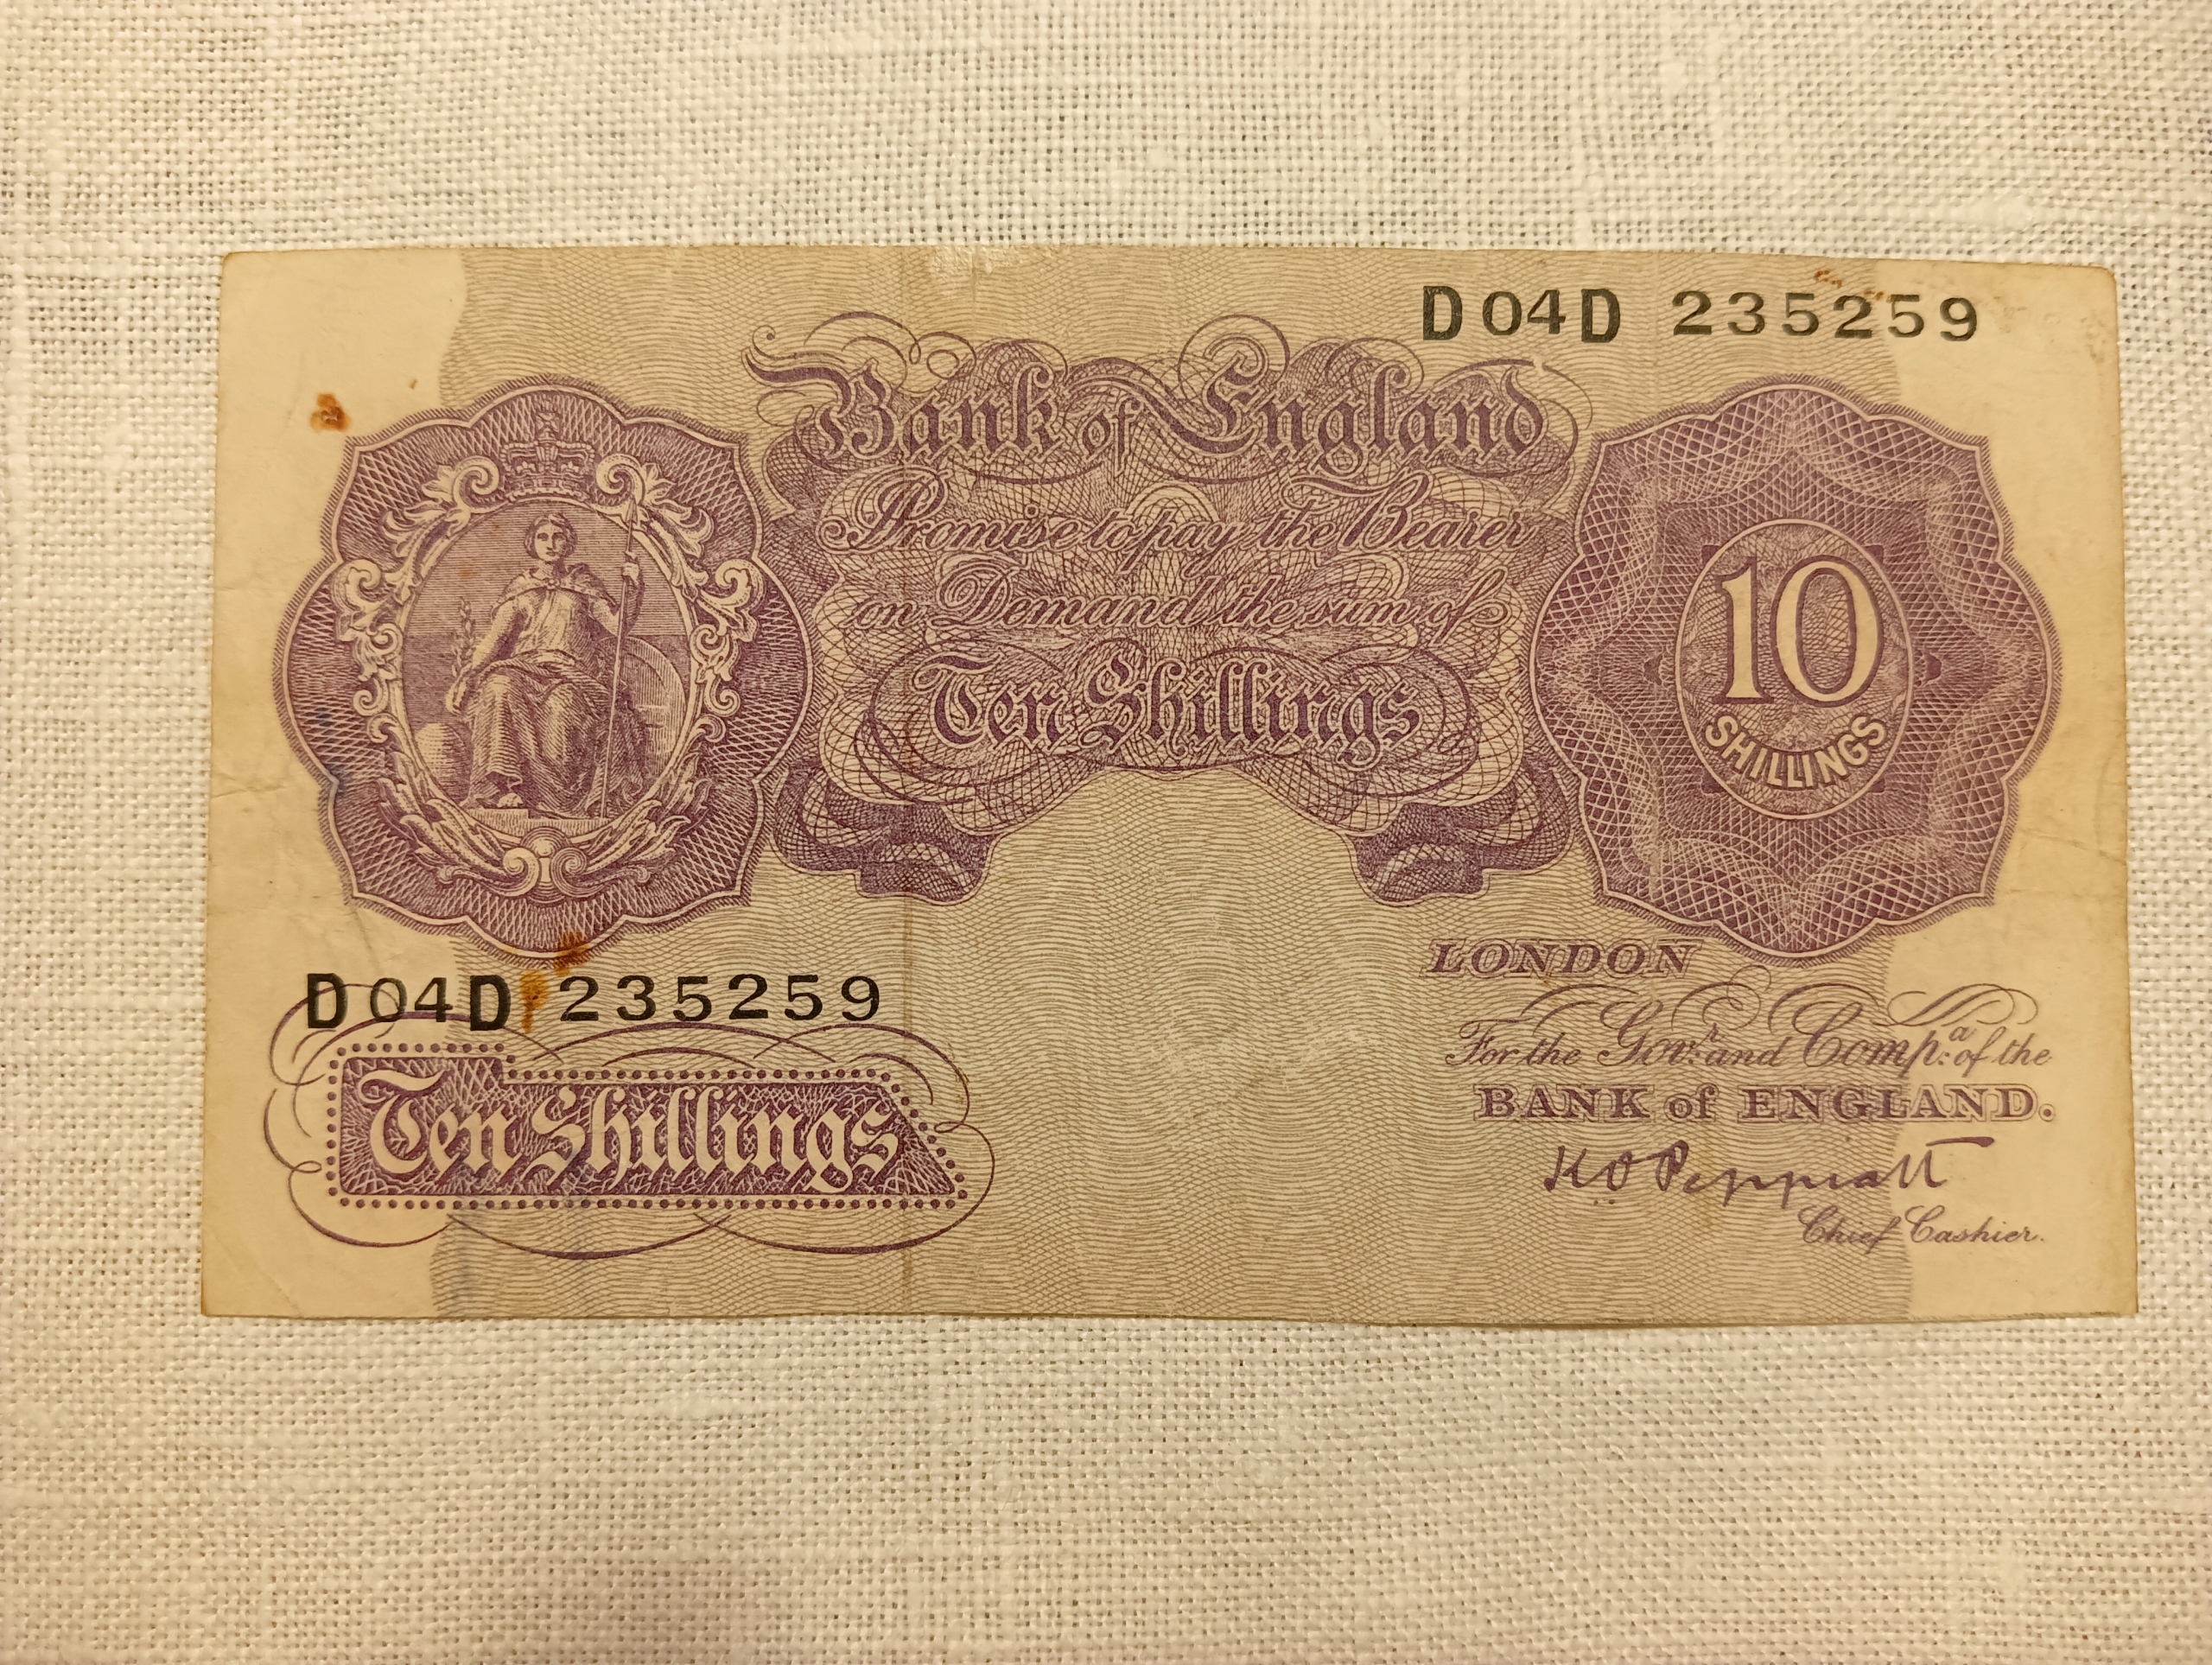 D04D 235259
Bank of England
Promise to pay the Bearer
on Demand the sum of
Ten Shillings
10
SHILLINGS
LONDON
For the Govr. and Compa. of the
BANK of ENGLAND.
K O Peppiatt
Chief Cashier.
D04D 235259
Ten Shillings